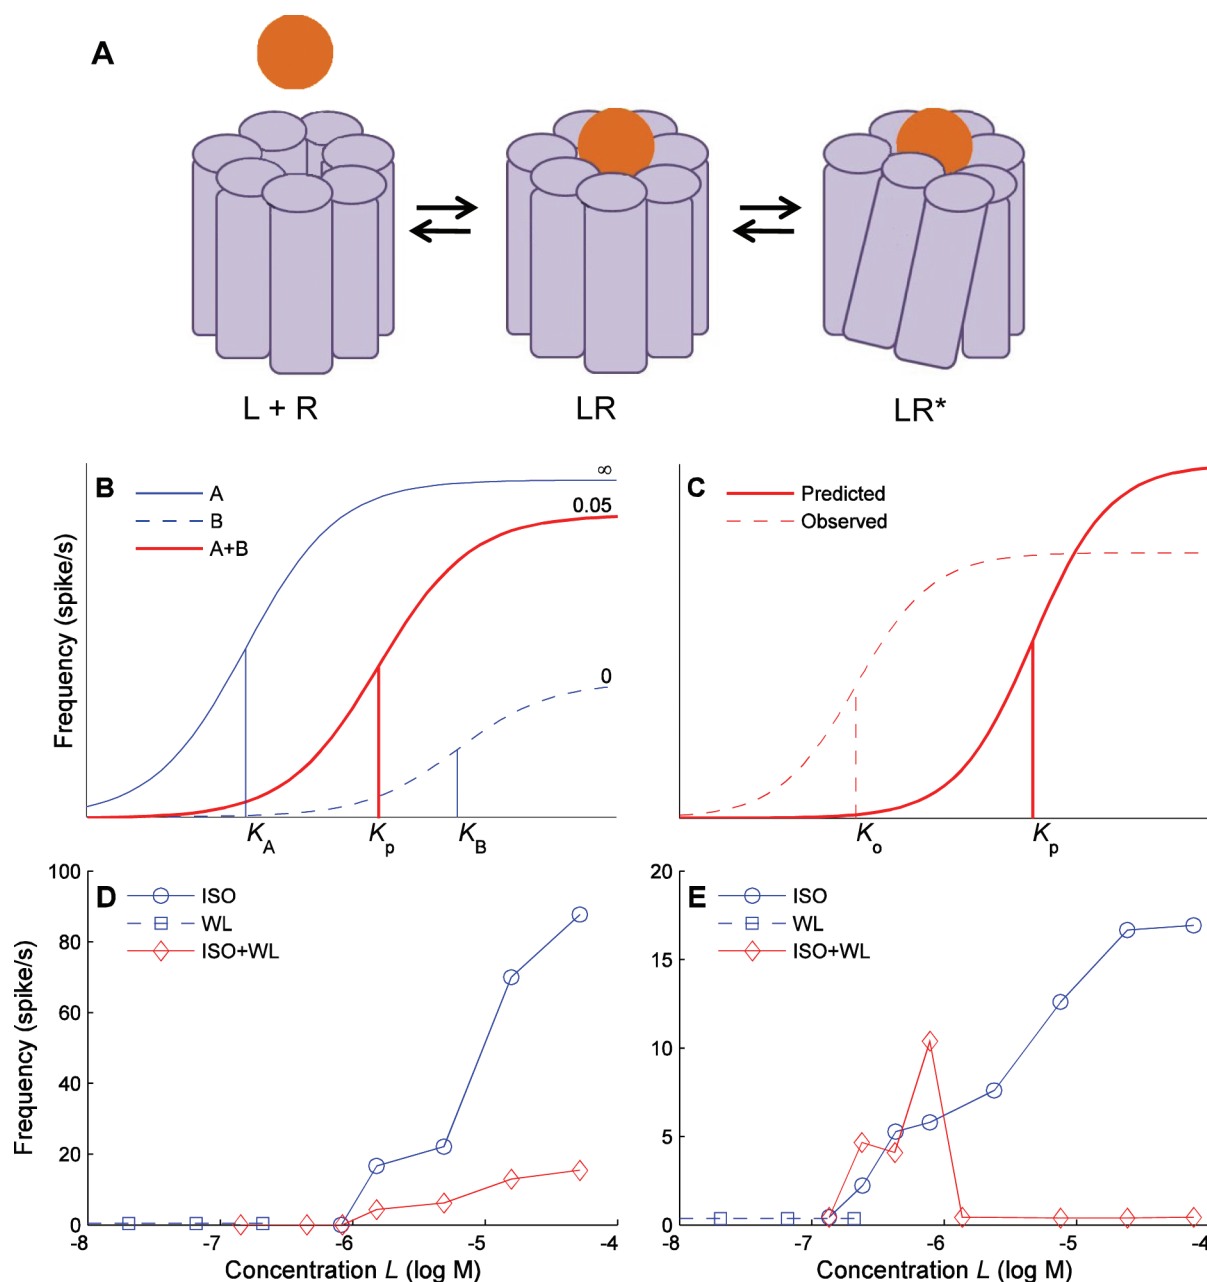 A
L + R
LR
LR*
B
A
B
A+B
∞
0.05
0
Frequency (spike/s)
K_A
K_p
K_B
C
Predicted
Observed
K_o
K_p
D
ISO
WL
ISO+WL
100
80
60
40
20
0
Frequency (spike/s)
-8
-7
-6
-5
-4
Concentration L (log M)
E
ISO
WL
ISO+WL
20
15
10
5
0
-8
-7
-6
-5
-4
Concentration L (log M)